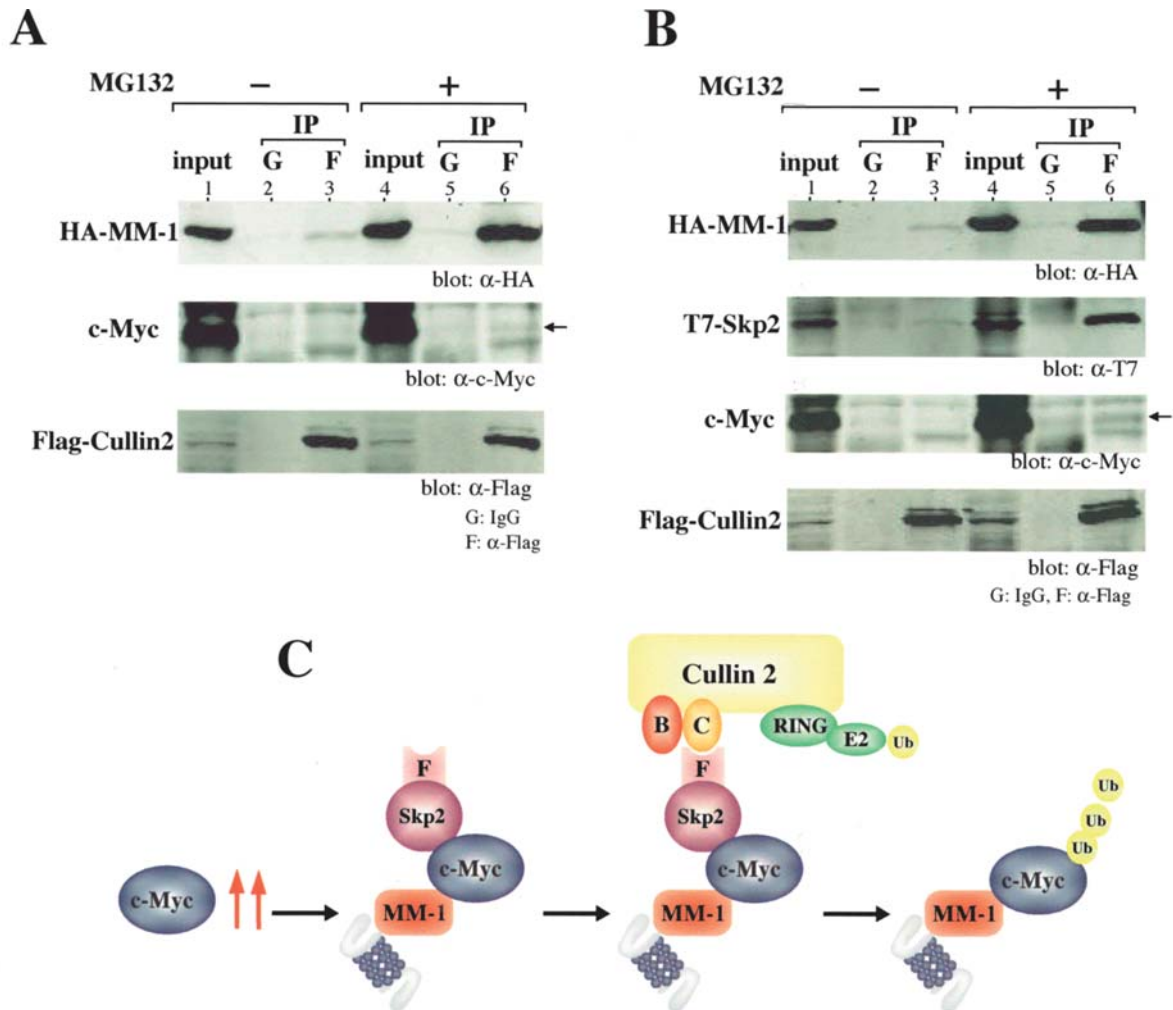 A
MG132 − +
IP IP
input G F input G F
1 2 3 4 5 6
HA-MM-1
blot: α-HA
c-Myc
blot: α-c-Myc
Flag-Cullin2
blot: α-Flag
G: IgG
F: α-Flag
B
MG132 − +
IP IP
input G F input G F
1 2 3 4 5 6
HA-MM-1
blot: α-HA
T7-Skp2
blot: α-T7
c-Myc
blot: α-c-Myc
Flag-Cullin2
blot: α-Flag
G: IgG, F: α-Flag
C
c-Myc
F
Skp2
c-Myc
MM-1
Cullin 2
B C RING E2 Ub
F
Skp2
c-Myc
MM-1
Ub
Ub
Ub
c-Myc
MM-1